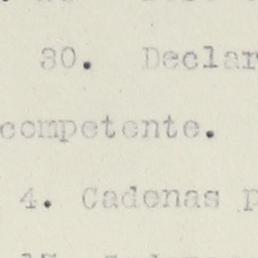 30. Declar
competente.
4. Cadenas p